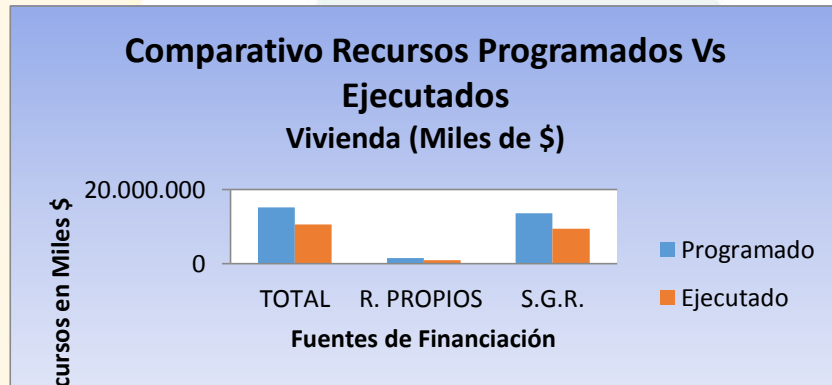 Comparativo Recursos Programados Vs
Ejecutados
Vivienda (Miles de $)
en Miles $
20.000.000
0
TOTAL R. PROPIOS S.G.R.
Fuentes de Financiación
Programado
Ejecutado